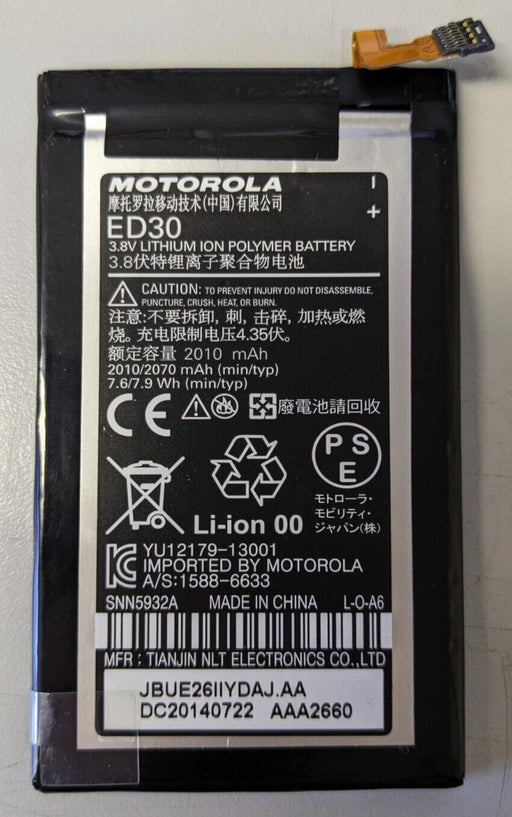 MOTOROLA
摩托罗拉移动技术(中国)有限公司
ED30
3.8V LITHIUM ION POLYMER BATTERY
3.8伏特锂离子聚合物电池
- +
CAUTION: TO PREVENT INJURY DO NOT DISASSEMBLE,
PUNCTURE, CRUSH, HEAT, OR BURN.
注意:不要拆卸, 刺, 击碎, 加热或燃
烧。充电限制电压4.35伏。
额定容量 2010 mAh
2010/2070 mAh (min/typ)
7.6/7.9 Wh (min/typ)
CE
廢電池請回收
PSE
Li-ion 00
モトローラ・
モビリティ・
ジャパン(株)
YU12179-13001
IMPORTED BY MOTOROLA
A/S:1588-6633
SNN5932A MADE IN CHINA L-O-A6
MFR : TIANJIN NLT ELECTRONICS CO.,LTD
JBUE26IIYDAJ.AA
DC20140722 AAA2660